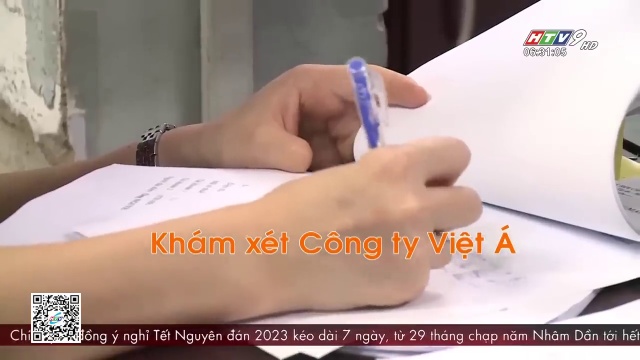 HTV9 HD
06:31:05
Khám xét Công ty Việt Á
Chí đồng ý nghỉ Tết Nguyên đán 2023 kéo dài 7 ngày, từ 29 tháng chạp năm Nhâm Dần tới hết